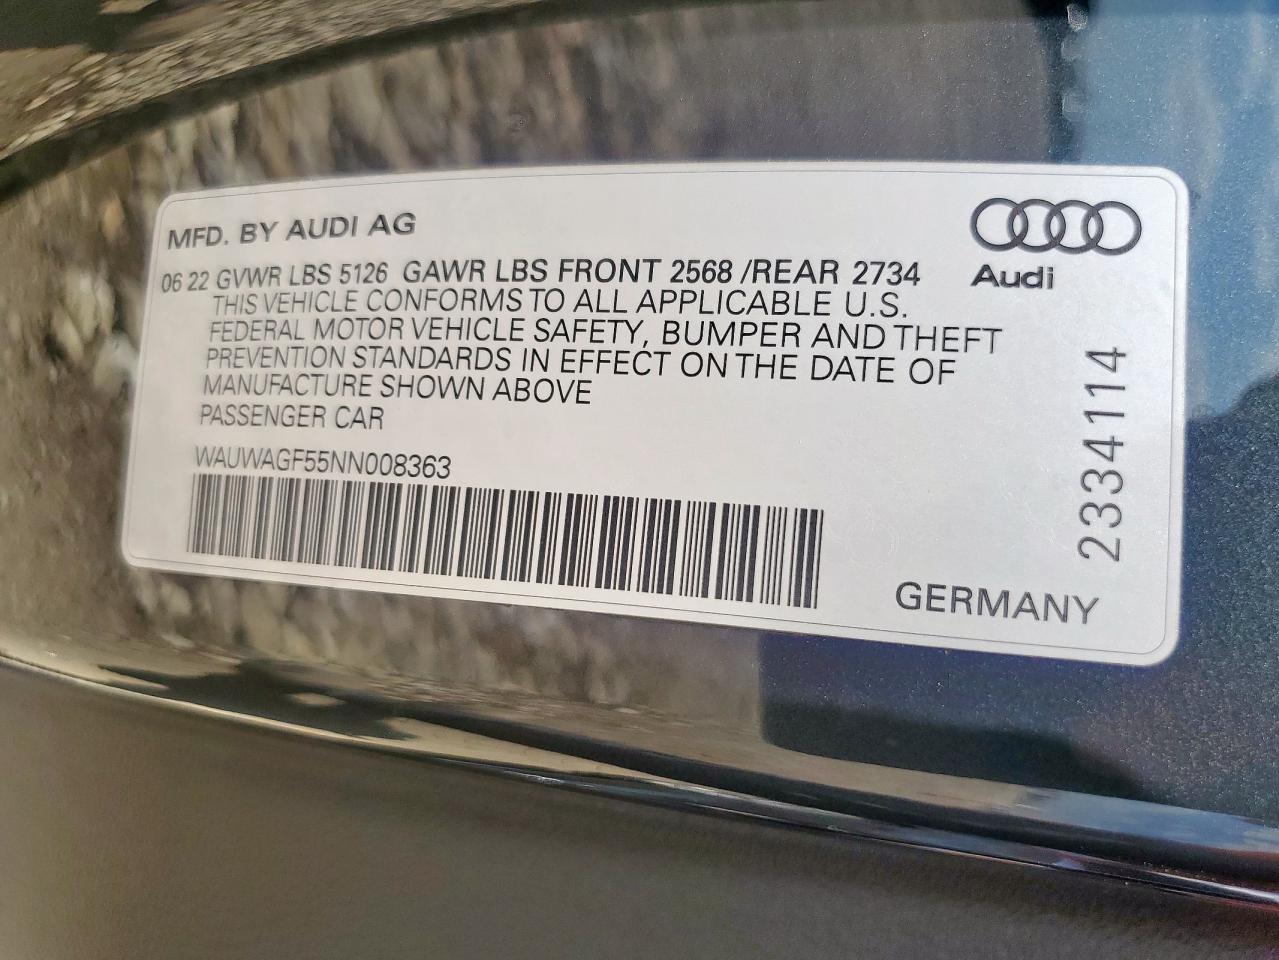 MFD. BY AUDI AG
Audi
06 22 GVWR LBS 5126 GAWR LBS FRONT 2568 /REAR 2734
THIS VEHICLE CONFORMS TO ALL APPLICABLE U.S.
FEDERAL MOTOR VEHICLE SAFETY, BUMPER AND THEFT
PREVENTION STANDARDS IN EFFECT ON THE DATE OF
MANUFACTURE SHOWN ABOVE
PASSENGER CAR
WAUWAGF55NN008363
2334114
GERMANY